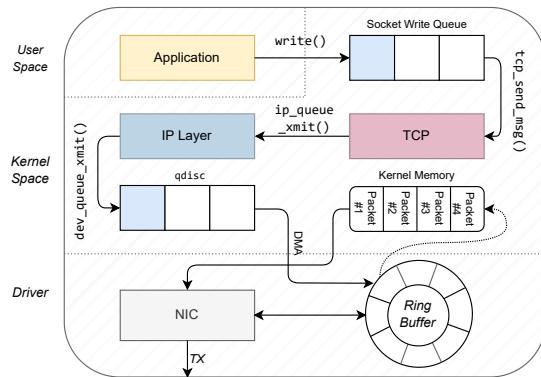 Socket Write Queue
User
Space
Application
write()
tcp_send_msg()
ip_queue
_xmit()
IP Layer
TCP
Kernel
Space
dev_queue_xmit()
qdisc
Kernel Memory
Packet
#1
Packet
#2
Packet
#3
Packet
#4
DMA
Driver
NIC
Ring
Buffer
TX